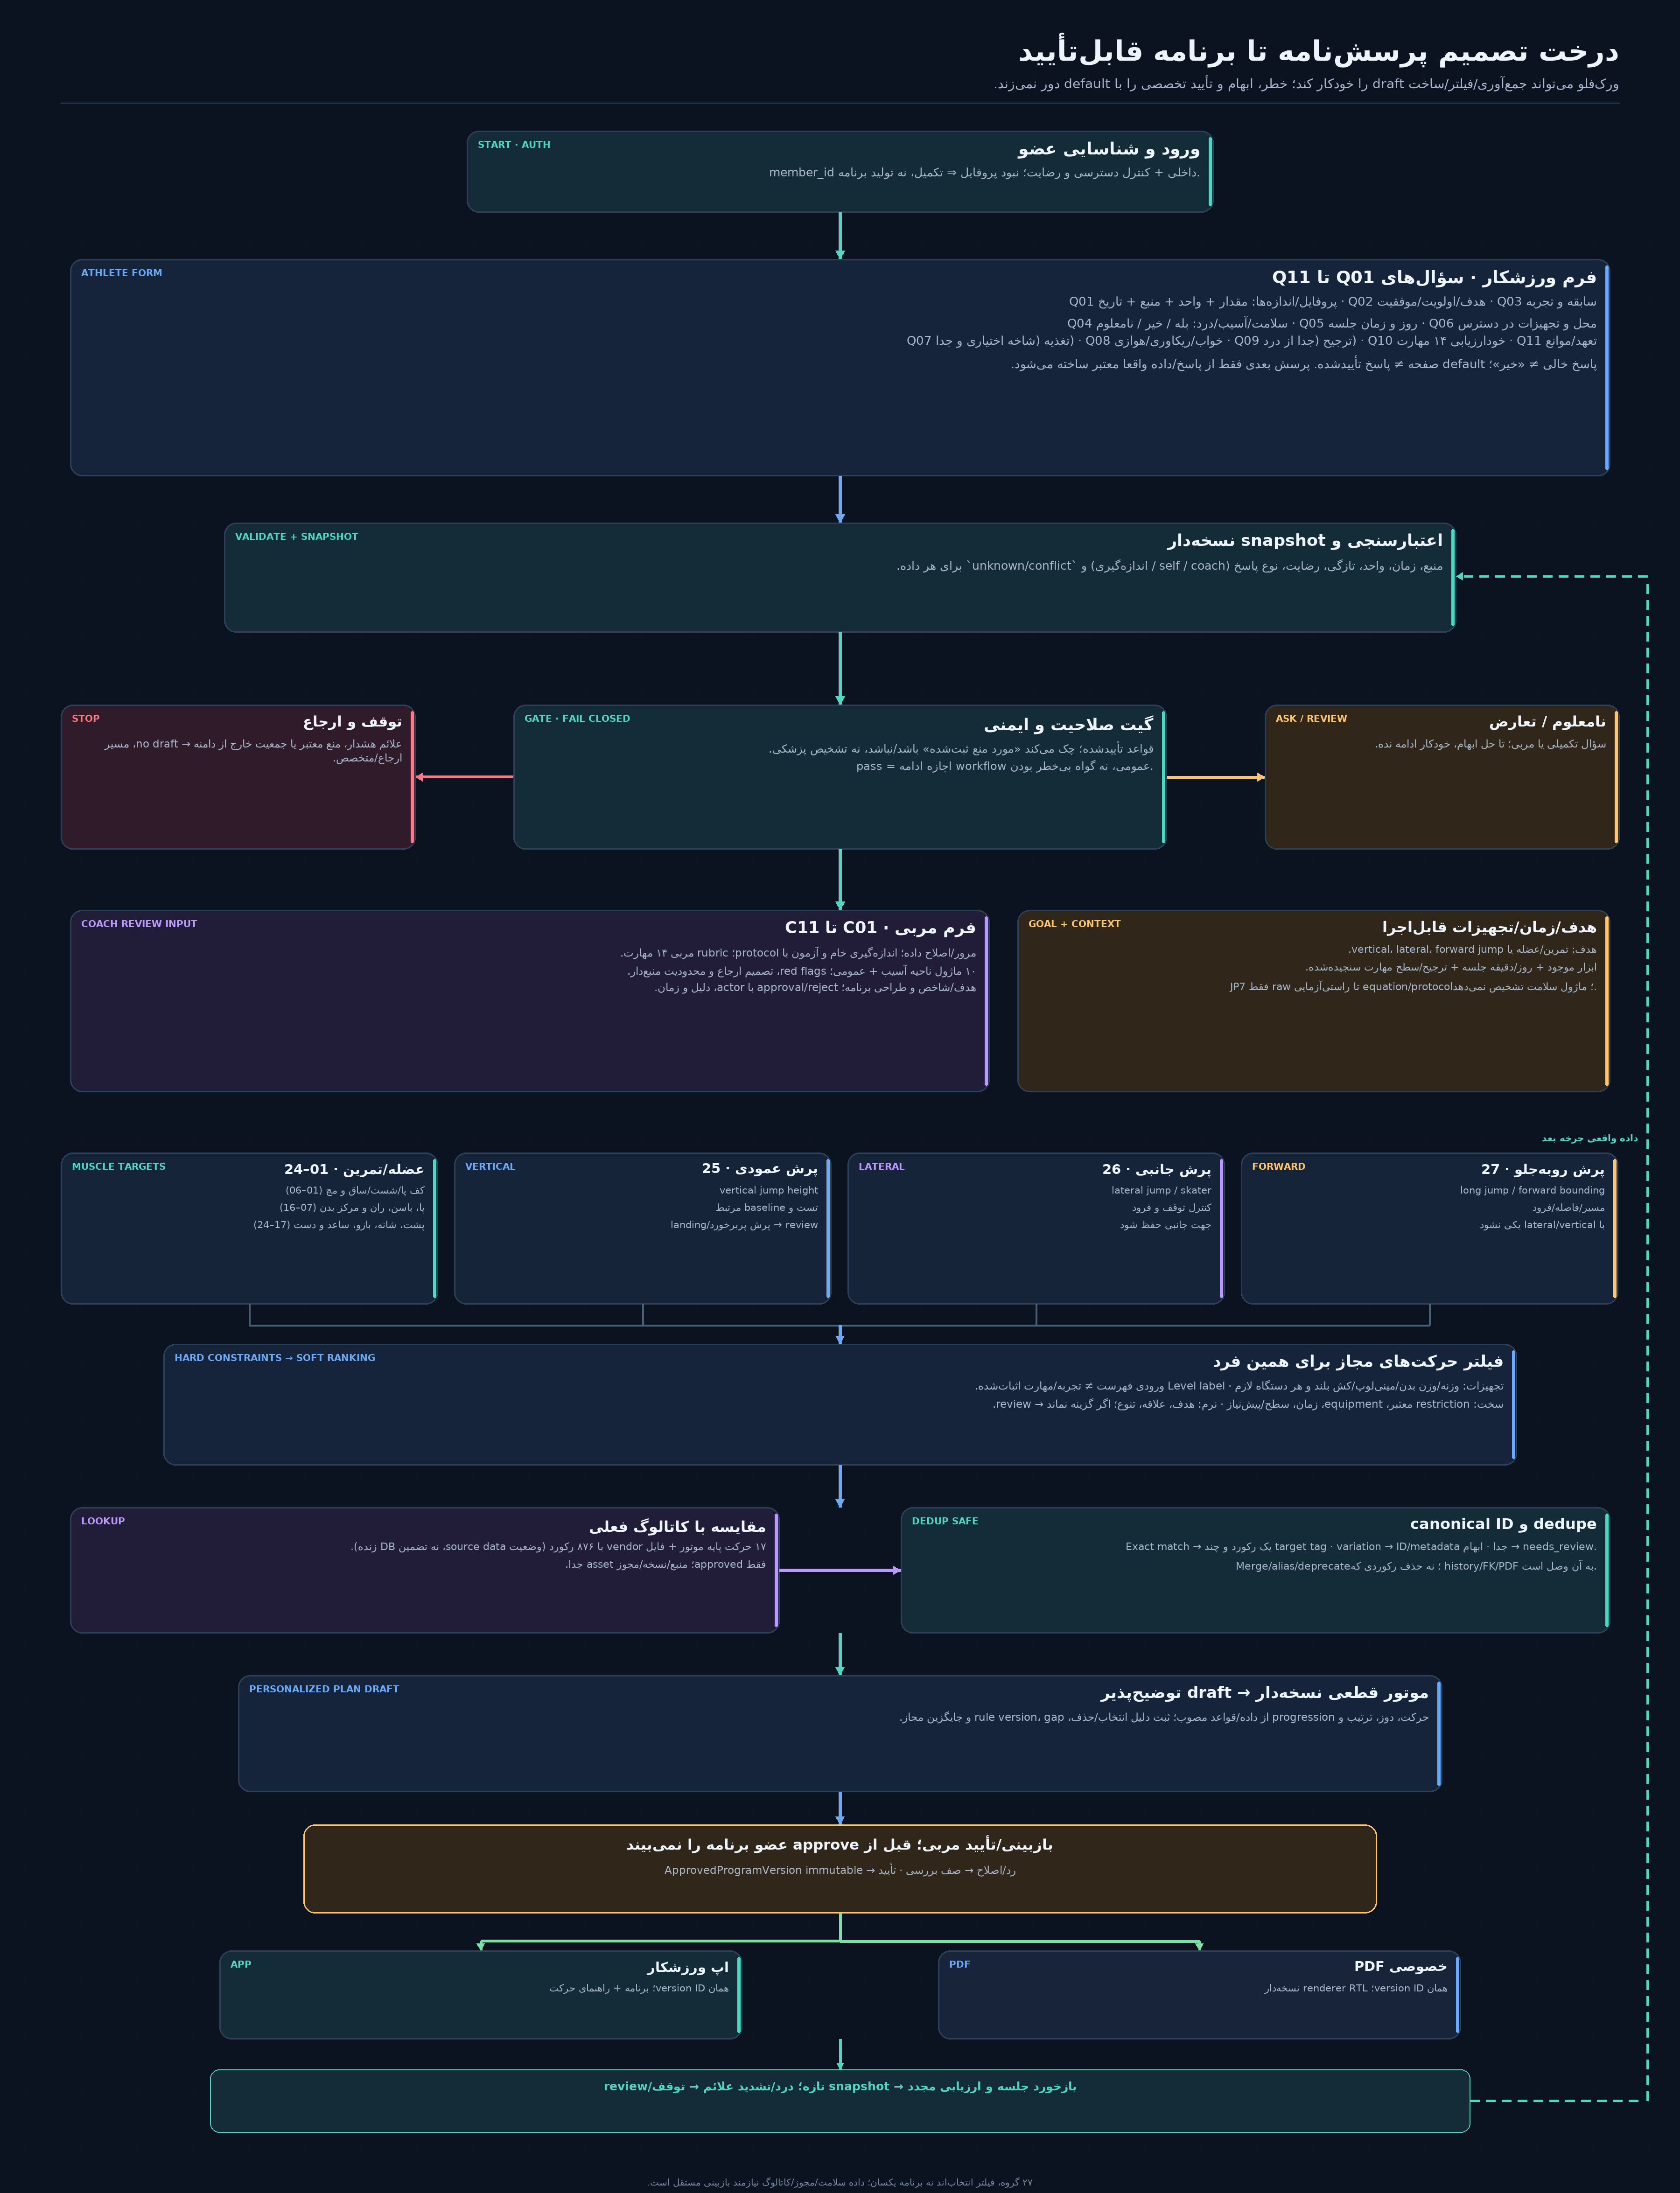 درخت تصمیم پرسش‌نامه تا برنامه قابل‌تأیید
ورک‌فلو می‌تواند جمع‌آوری/فیلتر/ساخت draft را خودکار کند؛ خطر، ابهام و تأیید تخصصی را با default دور نمی‌زند.
START · AUTH
ورود و شناسایی عضو
member_id داخلی + کنترل دسترسی و رضایت؛ نبود پروفایل ⇒ تکمیل، نه تولید برنامه.
ATHLETE FORM
فرم ورزشکار · سؤال‌های Q01 تا Q11
Q01 پروفایل/اندازه‌ها: مقدار + واحد + منبع + تاریخ · Q02 هدف/اولویت/موفقیت · Q03 سابقه و تجربه
Q04 سلامت/آسیب/درد: بله / خیر / نامعلوم · Q05 روز و زمان جلسه · Q06 محل و تجهیزات در دسترس
Q07 تغذیه (شاخه اختیاری و جدا) · Q08 خواب/ریکاوری/هوازی · Q09 ترجیح (جدا از درد) · Q10 خودارزیابی ۱۴ مهارت · Q11 تعهد/موانع
پاسخ خالی ≠ «خیر»؛ default صفحه ≠ پاسخ تأییدشده. پرسش بعدی فقط از پاسخ/داده واقعا معتبر ساخته می‌شود.
VALIDATE + SNAPSHOT
اعتبارسنجی و snapshot نسخه‌دار
منبع، زمان، واحد، تازگی، رضایت، نوع پاسخ (self / coach / اندازه‌گیری) و `unknown/conflict` برای هر داده.
STOP
توقف و ارجاع
علائم هشدار، منع معتبر یا جمعیت خارج از دامنه → no draft، مسیر
ارجاع/متخصص.
GATE · FAIL CLOSED
گیت صلاحیت و ایمنی
قواعد تأییدشده؛ چک می‌کند «مورد منع ثبت‌شده» باشد/نباشد، نه تشخیص پزشکی.
pass = اجازه ادامه workflow عمومی، نه گواه بی‌خطر بودن.
ASK / REVIEW
نامعلوم / تعارض
سؤال تکمیلی یا مربی؛ تا حل ابهام، خودکار ادامه نده.
COACH REVIEW INPUT
فرم مربی · C01 تا C11
مرور/اصلاح داده؛ اندازه‌گیری خام و آزمون با protocol؛ rubric مربی ۱۴ مهارت.
۱۰ ماژول ناحیه آسیب + عمومی؛ red flags، تصمیم ارجاع و محدودیت منبع‌دار.
هدف/شاخص و طراحی برنامه؛ approval/reject با actor، دلیل و زمان.
GOAL + CONTEXT
هدف/زمان/تجهیزات قابل‌اجرا
هدف: تمرین/عضله یا vertical، lateral، forward jump.
ابزار موجود + روز/دقیقه جلسه + ترجیح/سطح مهارت سنجیده‌شده.
JP7 فقط raw تا راستی‌آزمایی equation/protocol؛ ماژول سلامت تشخیص نمی‌دهد.
داده واقعی چرخه بعد
MUSCLE TARGETS
عضله/تمرین · 01–24
کف پا/شست/ساق و مچ (01–06)
پا، باسن، ران و مرکز بدن (07–16)
پشت، شانه، بازو، ساعد و دست (17–24)
VERTICAL
پرش عمودی · 25
vertical jump height
تست و baseline مرتبط
landing/پرش پربرخورد → review
LATERAL
پرش جانبی · 26
lateral jump / skater
کنترل توقف و فرود
جهت جانبی حفظ شود
FORWARD
پرش روبه‌جلو · 27
long jump / forward bounding
مسیر/فاصله/فرود
با lateral/vertical یکی نشود
HARD CONSTRAINTS → SOFT RANKING
فیلتر حرکت‌های مجاز برای همین فرد
تجهیزات: وزنه/وزن بدن/مینی‌لوپ/کش بلند و هر دستگاه لازم · Level label ورودی فهرست ≠ تجربه/مهارت اثبات‌شده.
سخت: restriction معتبر، equipment، زمان، سطح/پیش‌نیاز · نرم: هدف، علاقه، تنوع؛ اگر گزینه نماند → review.
LOOKUP
مقایسه با کاتالوگ فعلی
۱۷ حرکت پایه موتور + فایل vendor با ۸۷۶ رکورد (وضعیت source data، نه تضمین DB زنده).
فقط approved؛ منبع/نسخه/مجوز asset جدا.
DEDUP SAFE
canonical ID و dedupe
Exact match → یک رکورد و چند target tag · variation → ID/metadata جدا · ابهام → needs_review.
Merge/alias/deprecate؛ نه حذف رکوردی که history/FK/PDF به آن وصل است.
PERSONALIZED PLAN DRAFT
موتور قطعی نسخه‌دار → draft توضیح‌پذیر
حرکت، دوز، ترتیب و progression از داده/قواعد مصوب؛ ثبت دلیل انتخاب/حذف، rule version، gap و جایگزین مجاز.
بازبینی/تأیید مربی؛ قبل از approve عضو برنامه را نمی‌بیند
رد/اصلاح → صف بررسی · تأیید → ApprovedProgramVersion immutable
APP
اپ ورزشکار
همان version ID؛ برنامه + راهنمای حرکت
PDF
PDF خصوصی
همان version ID؛ renderer RTL نسخه‌دار
بازخورد جلسه و ارزیابی مجدد → snapshot تازه؛ درد/تشدید علائم → توقف/review
۲۷ گروه، فیلتر انتخاب‌اند نه برنامه یکسان؛ داده سلامت/مجوز/کاتالوگ نیازمند بازبینی مستقل است.